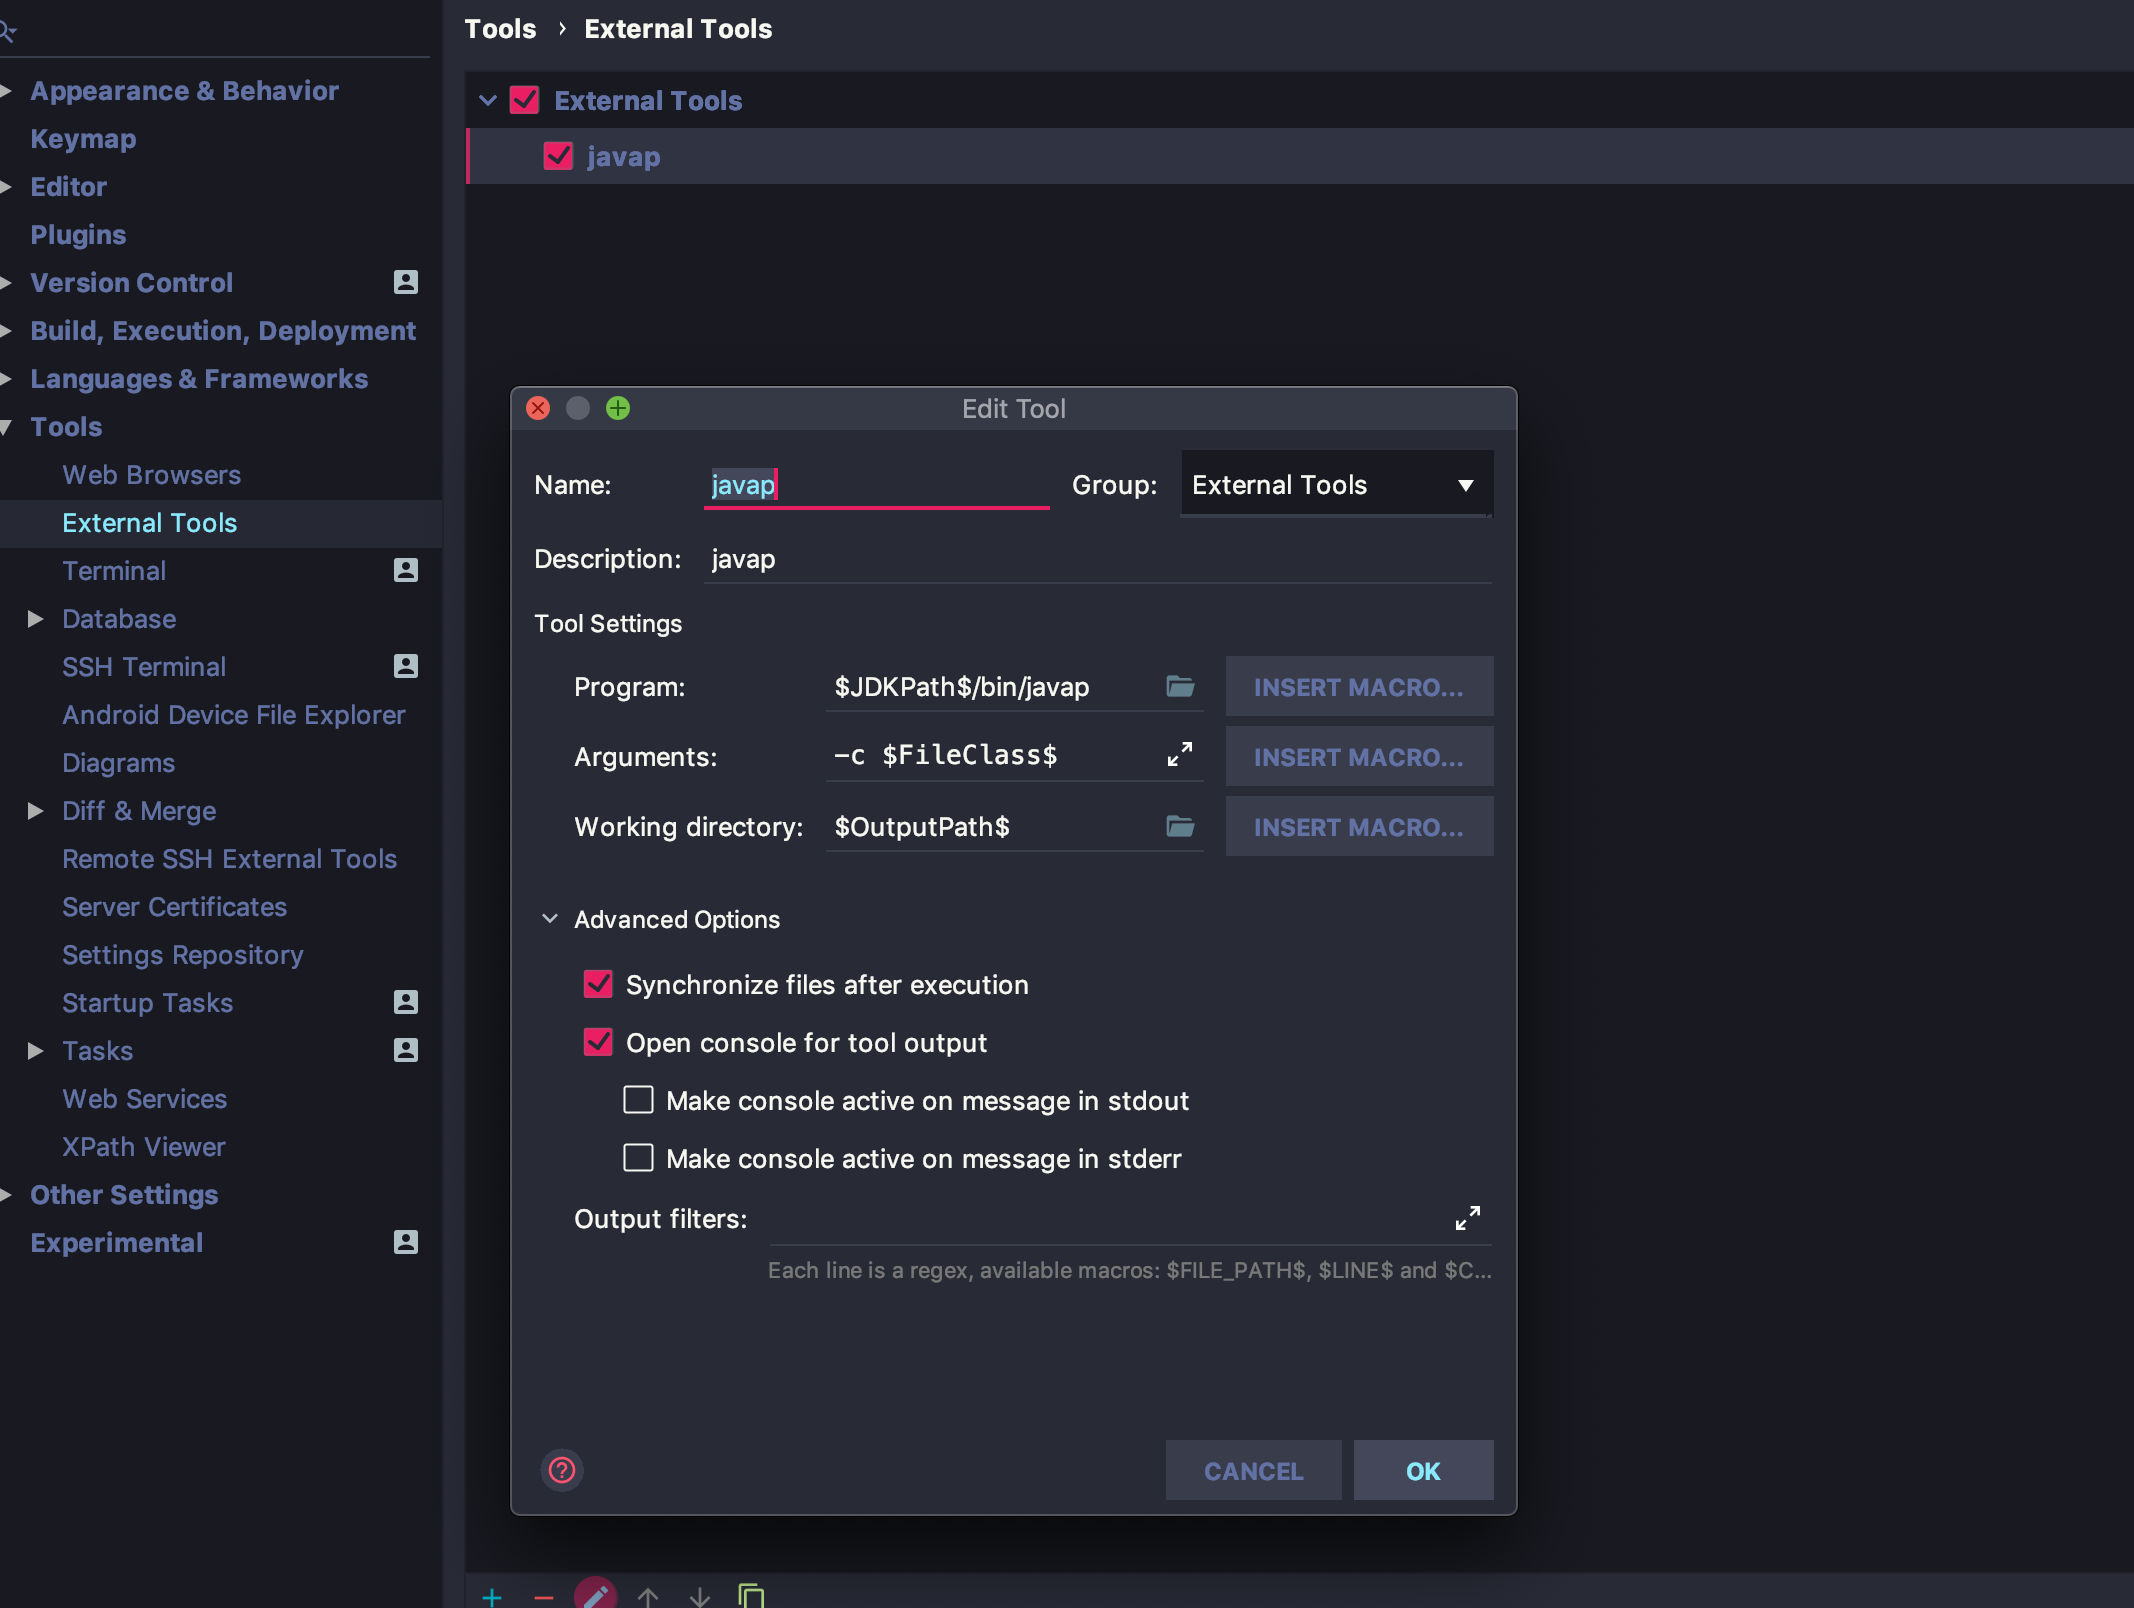 Tools › External Tools
Appearance & Behavior
Keymap
Editor
Plugins
Version Control
Build, Execution, Deployment
Languages & Frameworks
Tools
Web Browsers
External Tools
Terminal
Database
SSH Terminal
Android Device File Explorer
Diagrams
Diff & Merge
Remote SSH External Tools
Server Certificates
Settings Repository
Startup Tasks
Tasks
Web Services
XPath Viewer
Other Settings
Experimental
External Tools
javap
Edit Tool
Name: javap Group: External Tools
Description: javap
Tool Settings
Program: $JDKPath$/bin/javap INSERT MACRO...
Arguments: -c $FileClass$ INSERT MACRO...
Working directory: $OutputPath$ INSERT MACRO...
Advanced Options
Synchronize files after execution
Open console for tool output
Make console active on message in stdout
Make console active on message in stderr
Output filters:
Each line is a regex, available macros: $FILE_PATH$, $LINE$ and $C...
CANCEL OK